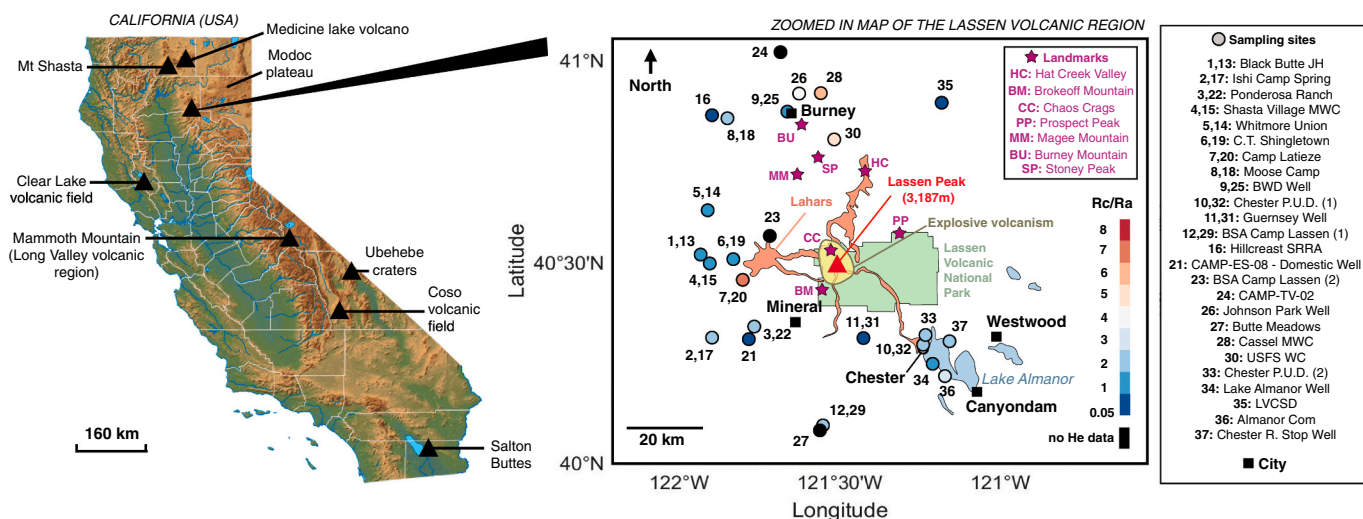 CALIFORNIA (USA)
Medicine lake volcano
Mt Shasta
Modoc
plateau
Clear Lake
volcanic field
Mammoth Mountain
(Long Valley volcanic
region)
Ubehebe
craters
Coso
volcanic
field
160 km
Salton
Buttes
ZOOMED IN MAP OF THE LASSEN VOLCANIC REGION
41°N
40°30'N
40°N
Latitude
122°W
121°30'W
121°W
Longitude
North
24
26
28
35
16
9,25
Burney
8,18
BU
30
SP
HC
MM
5,14
Lahars
Lassen Peak
(3,187m)
23
PP
Explosive volcanism
CC
1,13
6,19
4,15
Lassen
Volcanic
National
Park
7,20
BM
Mineral
33
37
Westwood
3,22
11,31
2,17
21
10,32
Chester
34
36
Lake Almanor
Canyondam
12,29
27
20 km
Landmarks
HC: Hat Creek Valley
BM: Brokeoff Mountain
CC: Chaos Crags
PP: Prospect Peak
MM: Magee Mountain
BU: Burney Mountain
SP: Stoney Peak
Rc/Ra
8
7
6
5
4
3
2
1
0.05
no He data
Sampling sites
1,13: Black Butte JH
2,17: Ishi Camp Spring
3,22: Ponderosa Ranch
4,15: Shasta Village MWC
5,14: Whitmore Union
6,19: C.T. Shingletown
7,20: Camp Latieze
8,18: Moose Camp
9,25: BWD Well
10,32: Chester P.U.D. (1)
11,31: Guernsey Well
12,29: BSA Camp Lassen (1)
16: Hillcreast SRRA
21: CAMP-ES-08 - Domestic Well
23: BSA Camp Lassen (2)
24: CAMP-TV-02
26: Johnson Park Well
27: Butte Meadows
28: Cassel MWC
30: USFS WC
33: Chester P.U.D. (2)
34: Lake Almanor Well
35: LVCSD
36: Almanor Com
37: Chester R. Stop Well
City